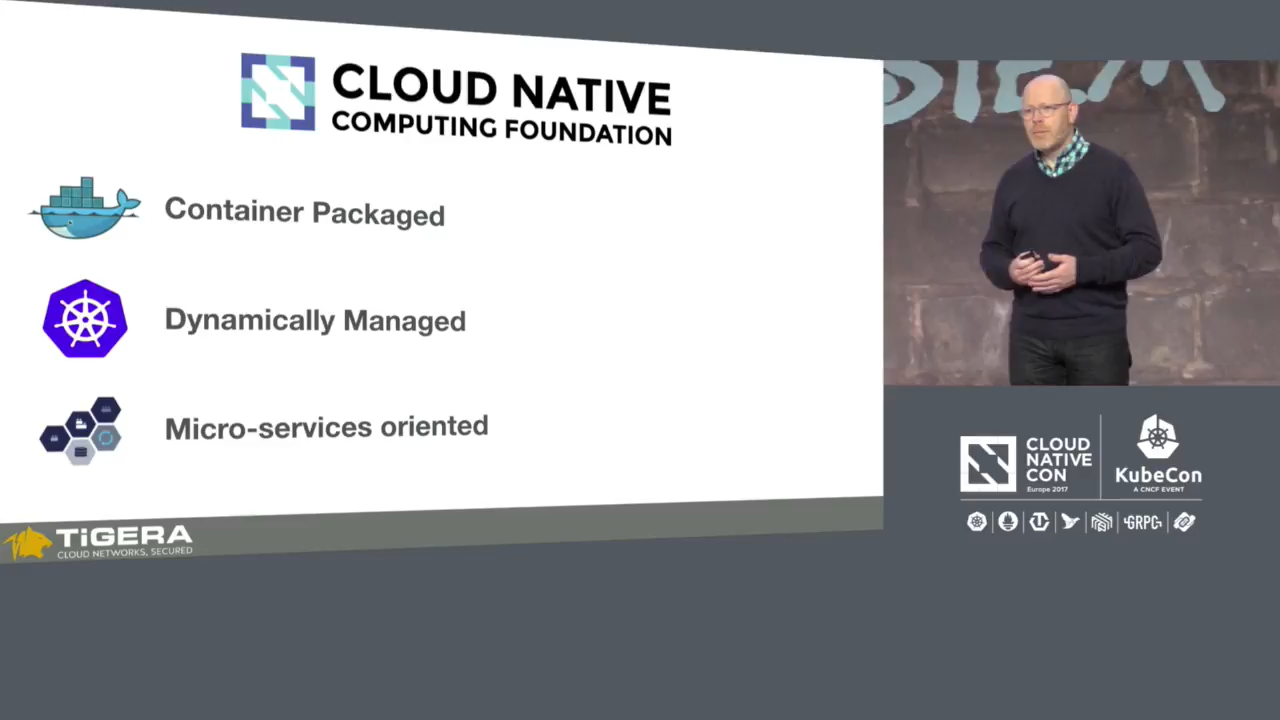 CLOUD NATIVE
COMPUTING FOUNDATION
Container Packaged
Dynamically Managed
Micro-services oriented
TiGERA
CLOUD NETWORKS, SECURED
CLOUD
NATIVE
CON
Europe 2017
KubeCon
A CNCF EVENT
GRPC